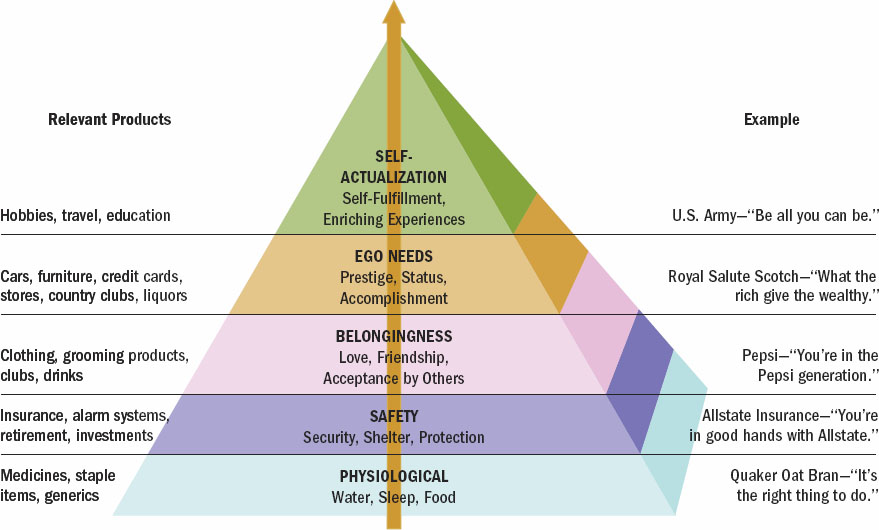 Relevant Products
Example
SELF-
ACTUALIZATION
Self-Fulfillment,
Enriching Experiences
Hobbies, travel, education
U.S. Army—“Be all you can be.”
EGO NEEDS
Prestige, Status,
Accomplishment
Cars, furniture, credit cards,
stores, country clubs, liquors
Royal Salute Scotch—“What the
rich give the wealthy.”
BELONGINGNESS
Love, Friendship,
Acceptance by Others
Clothing, grooming products,
clubs, drinks
Pepsi—“You’re in the
Pepsi generation.”
SAFETY
Security, Shelter, Protection
Insurance, alarm systems,
retirement, investments
Allstate Insurance—“You’re
in good hands with Allstate.”
PHYSIOLOGICAL
Water, Sleep, Food
Medicines, staple
items, generics
Quaker Oat Bran—“It’s
the right thing to do.”